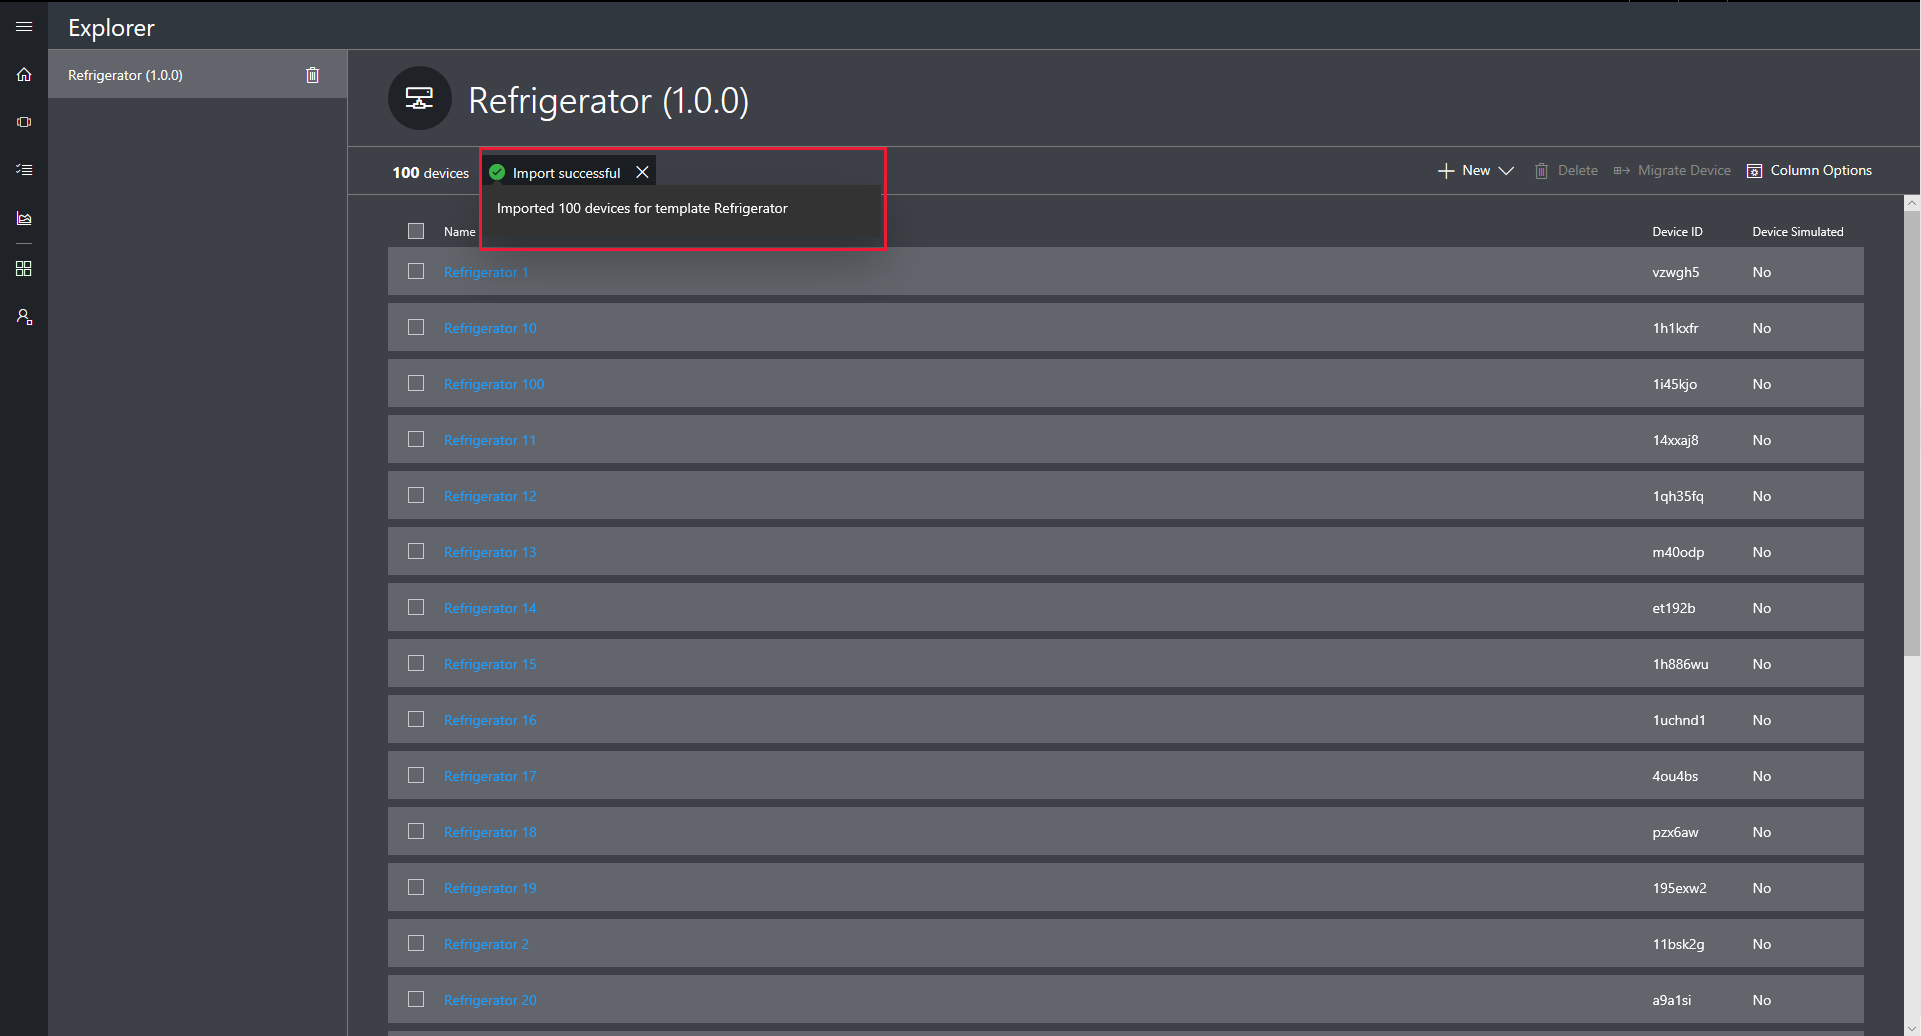 Explorer
Refrigerator (1.0.0)
Refrigerator (1.0.0)
100 devices
Import successful
New
Delete
Migrate Device
Column Options
Imported 100 devices for template Refrigerator
Name
Device ID
Device Simulated
Refrigerator 1 vzwgh5 No
Refrigerator 10 1h1kxfr No
Refrigerator 100 1i45kjo No
Refrigerator 11 14xxaj8 No
Refrigerator 12 1qh35fq No
Refrigerator 13 m40odp No
Refrigerator 14 et192b No
Refrigerator 15 1h886wu No
Refrigerator 16 1uchnd1 No
Refrigerator 17 4ou4bs No
Refrigerator 18 pzx6aw No
Refrigerator 19 195exw2 No
Refrigerator 2 11bsk2g No
Refrigerator 20 a9a1si No